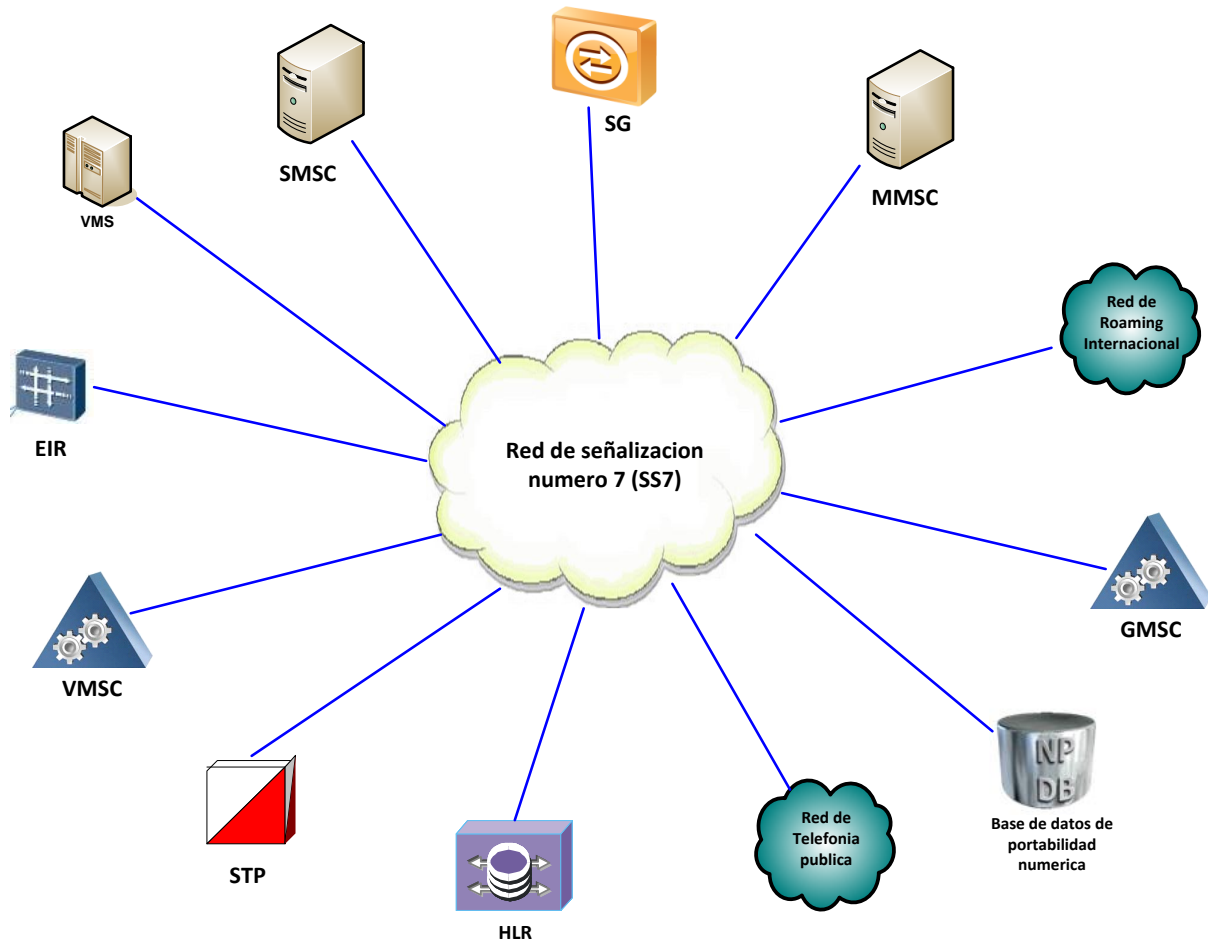 SG
SMSC
MMSC
VMS
Red de
Roaming
Internacional
EIR
Red de señalizacion
numero 7 (SS7)
GMSC
VMSC
NP
DB
Base de datos de
portabilidad
numerica
Red de
Telefonia
publica
STP
HLR